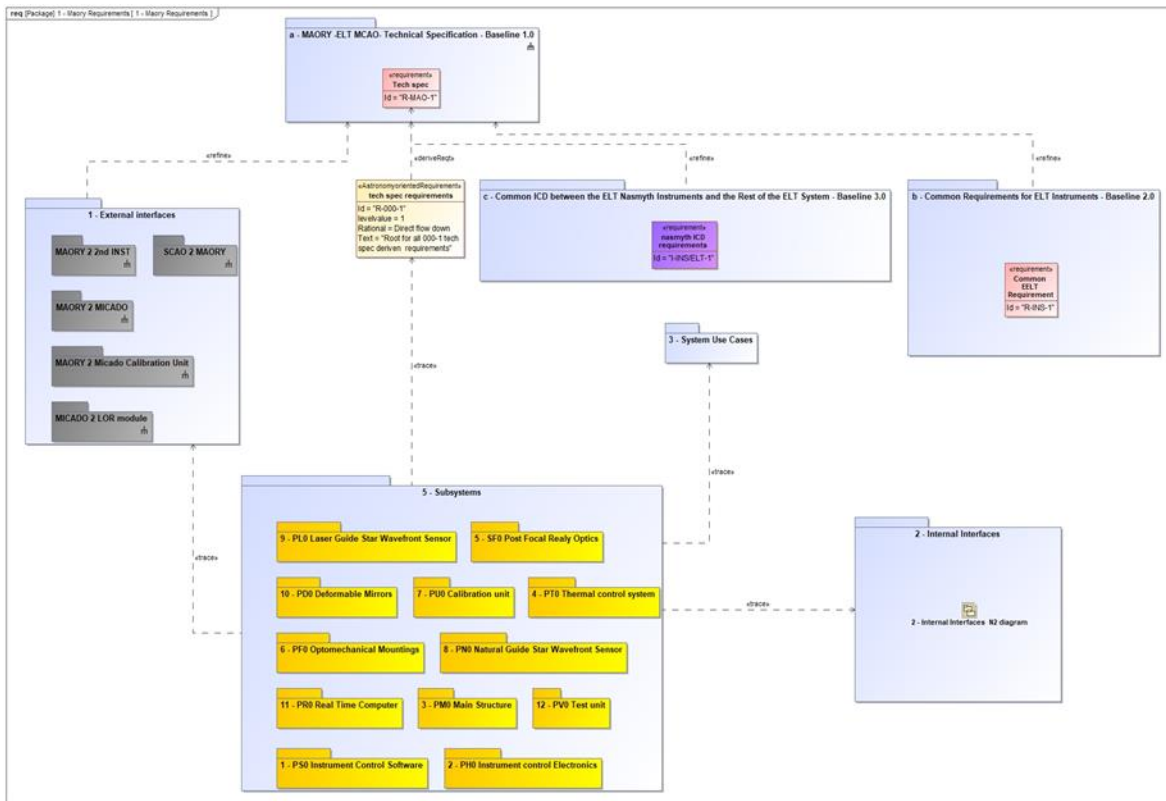 req [Package] 1 - Maory Requirements [ 1 - Maory Requirements ]
a - MAORY -ELT MCAO- Technical Specification - Baseline 1.0
«requirement»
Tech spec
Id = "R-MAO-1"
«refine»
«deriveReqt»
«refine»
«refine»
1 - External interfaces
MAORY 2 2nd INST
SCAO 2 MAORY
MAORY 2 MICADO
MAORY 2 Micado Calibration Unit
MICADO 2 LOR module
«AstronomyorientedRequirement»
tech spec requirements
Id = "R-000-1"
levelvalue = 1
Rational = Direct flow down
Text = "Root for all 000-1 tech
spec deriven requirements"
c - Common ICD between the ELT Nasmyth Instruments and the Rest of the ELT System - Baseline 3.0
«requirement»
nasmyth ICD
requirements
Id = "I-INS/ELT-1"
b - Common Requirements for ELT Instruments - Baseline 2.0
«requirement»
Common
EELT
Requirement
Id = "R-INS-1"
3 - System Use Cases
«trace»
«trace»
«trace»
«trace»
5 - Subsystems
9 - PL0 Laser Guide Star Wavefront Sensor
5 - SF0 Post Focal Realy Optics
10 - PD0 Deformable Mirrors
7 - PU0 Calibration unit
4 - PT0 Thermal control system
6 - PF0 Optomechanical Mountings
8 - PN0 Natural Guide Star Wavefront Sensor
11 - PR0 Real Time Computer
3 - PM0 Main Structure
12 - PV0 Test unit
1 - PS0 Instrument Control Software
2 - PH0 Instrument control Electronics
2 - Internal Interfaces
2 - Internal Interfaces N2 diagram